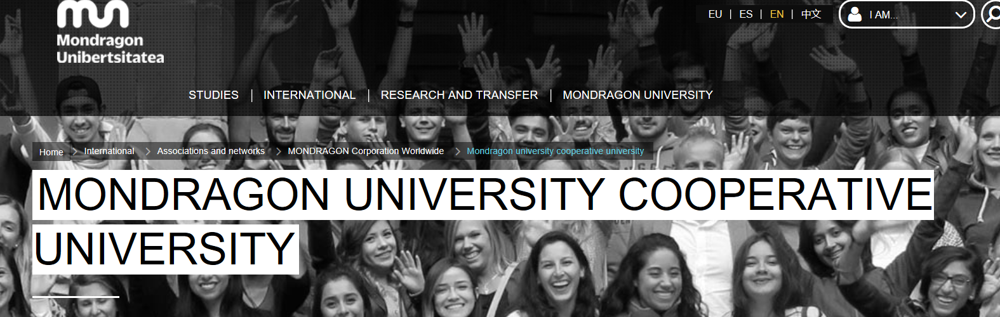 Mondragon
Unibertsitatea
EU | ES | EN | 中文
I AM...
STUDIES | INTERNATIONAL | RESEARCH AND TRANSFER | MONDRAGON UNIVERSITY
Home > International > Associations and networks > MONDRAGON Corporation Worldwide > Mondragon university cooperative university
MONDRAGON UNIVERSITY COOPERATIVE
UNIVERSITY